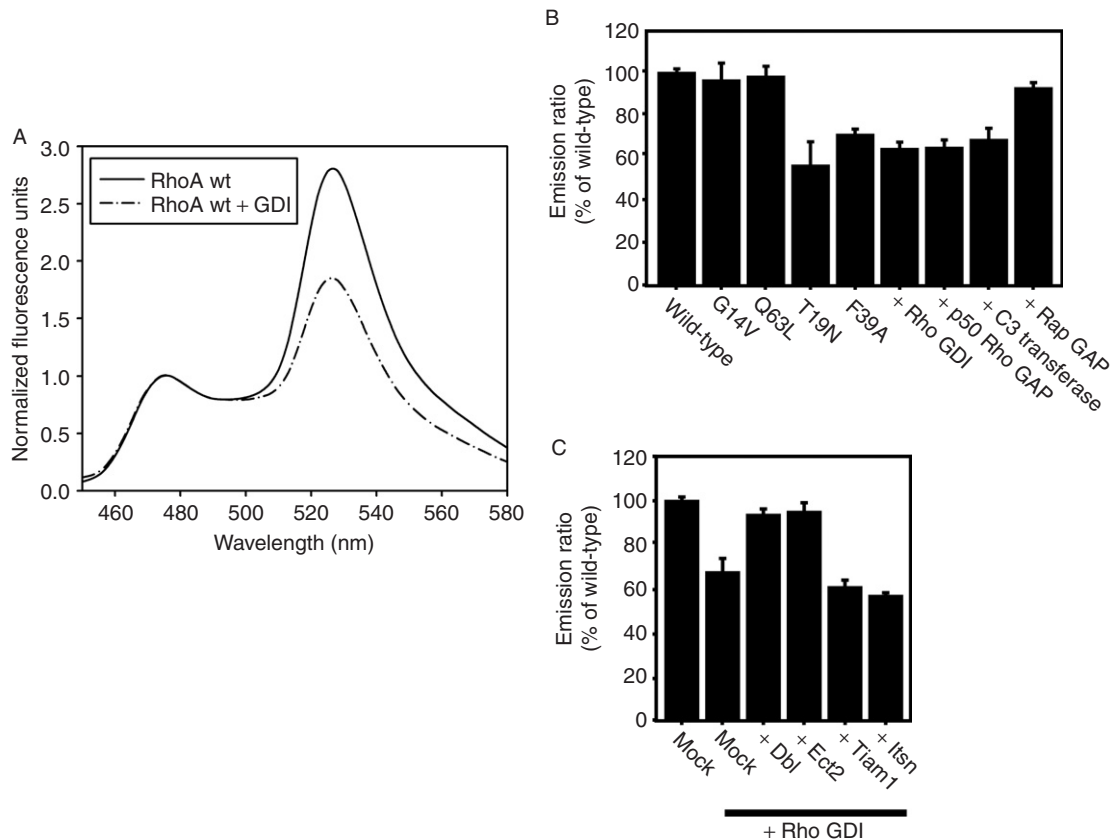 A
3.0
2.5
2.0
1.5
1.0
0.5
0.0
Normalized fluorescence units
RhoA wt
RhoA wt + GDI
460 480 500 520 540 560 580
Wavelength (nm)
B
120
100
80
60
40
20
0
Emission ratio
(% of wild-type)
Wild-type
G14V
Q63L
T19N
F39A
+ Rho GDI
+ p50 Rho GAP
+ C3 transferase
+ Rap GAP
C
120
100
80
60
40
20
0
Emission ratio
(% of wild-type)
Mock
Mock
+ Dbl
+ Ect2
+ Tiam1
+ Itsn
+ Rho GDI